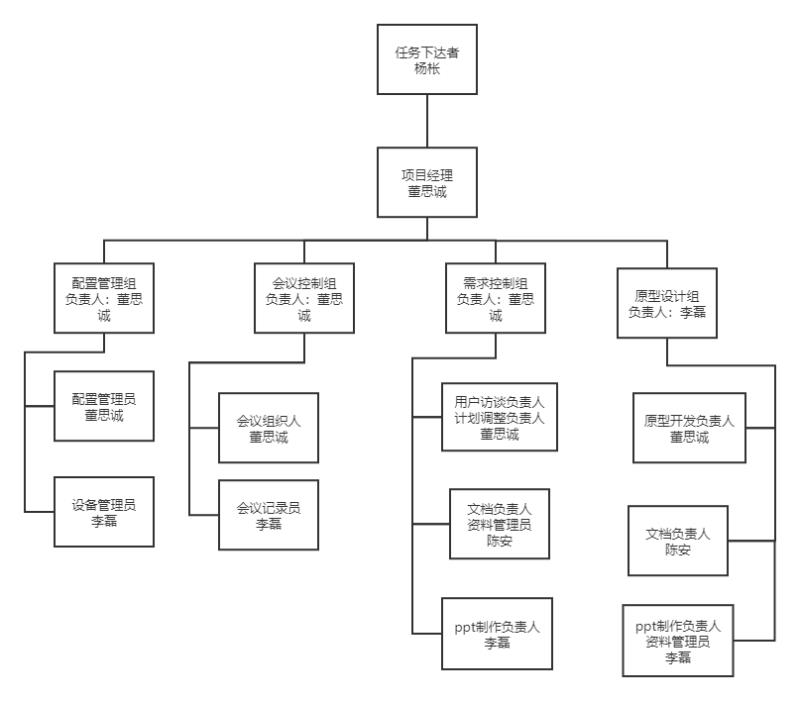 任务下达者
杨枨
项目经理
董思诚
配置管理组
负责人：董思
诚
会议控制组
负责人：董思
诚
需求控制组
负责人：董思
诚
原型设计组
负责人：李磊
配置管理员
董思诚
设备管理员
李磊
会议组织人
董思诚
会议记录员
李磊
用户访谈负责人
计划调整负责人
董思诚
文档负责人
资料管理员
陈安
ppt制作负责人
李磊
原型开发负责人
董思诚
文档负责人
陈安
ppt制作负责人
资料管理员
李磊